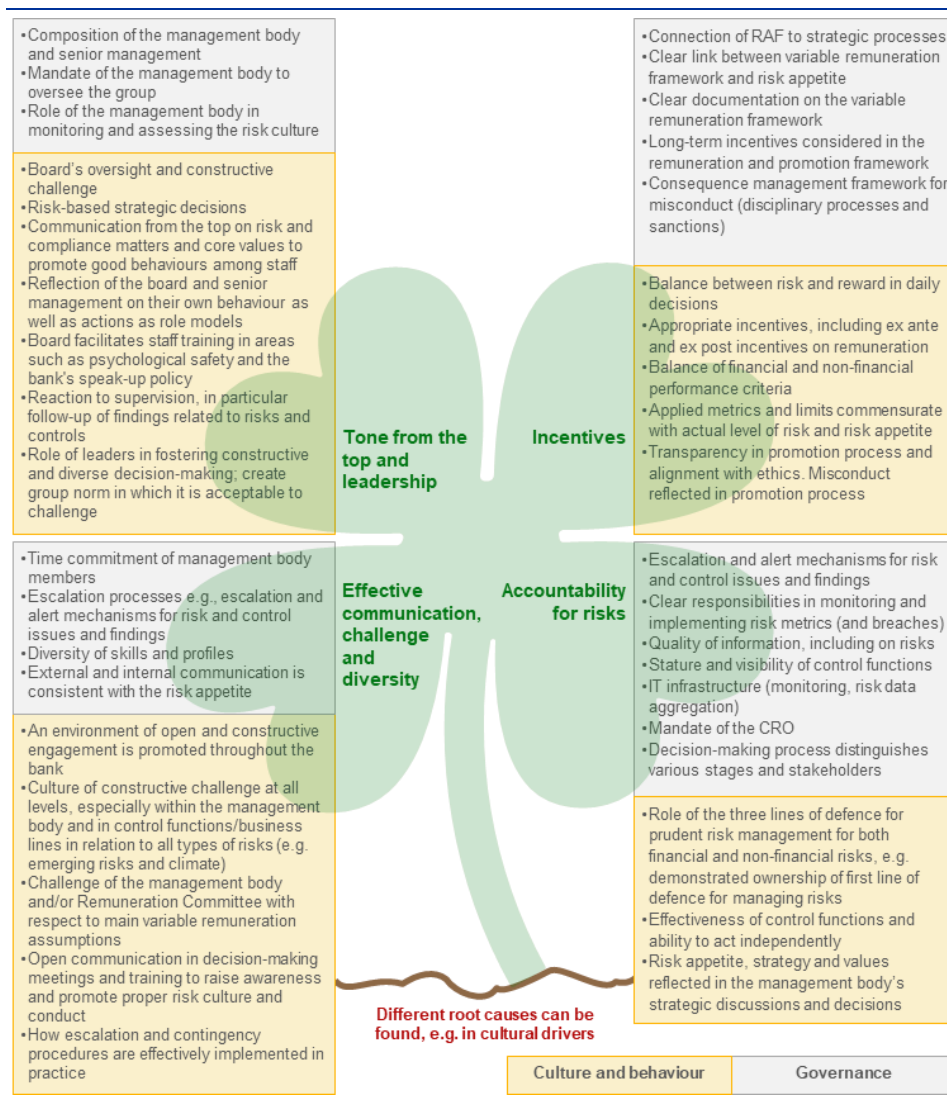 •Composition of the management body
and senior management
•Mandate of the management body to
oversee the group
•Role of the management body in
monitoring and assessing the risk culture
•Board's oversight and constructive
challenge
•Risk-based strategic decisions
•Communication from the top on risk and
compliance matters and core values to
promote good behaviours among staff
•Reflection of the board and senior
management on their own behaviour as
well as actions as role models
•Board facilitates staff training in areas
such as psychological safety and the
bank's speak-up policy
•Reaction to supervision, in particular
follow-up of findings related to risks and
controls
•Role of leaders in fostering constructive
and diverse decision-making; create
group norm in which it is acceptable to
challenge
Tone from the
top and
leadership
•Connection of RAF to strategic processes
•Clear link between variable remuneration
framework and risk appetite
•Clear documentation on the variable
remuneration framework
•Long-term incentives considered in the
remuneration and promotion framework
•Consequence management framework for
misconduct (disciplinary processes and
sanctions)
•Balance between risk and reward in daily
decisions
•Appropriate incentives, including ex ante
and ex post incentives on remuneration
•Balance of financial and non-financial
performance criteria
•Applied metrics and limits commensurate
with actual level of risk and risk appetite
•Transparency in promotion process and
alignment with ethics. Misconduct
reflected in promotion process
Incentives
•Time commitment of management body
members
•Escalation processes e.g., escalation and
alert mechanisms for risk and control
issues and findings
•Diversity of skills and profiles
•External and internal communication is
consistent with the risk appetite
•An environment of open and constructive
engagement is promoted throughout the
bank
•Culture of constructive challenge at all
levels, especially within the management
body and in control functions/business
lines in relation to all types of risks (e.g.
emerging risks and climate)
•Challenge of the management body
and/or Remuneration Committee with
respect to main variable remuneration
assumptions
•Open communication in decision-making
meetings and training to raise awareness
and promote proper risk culture and
conduct
•How escalation and contingency
procedures are effectively implemented in
practice
Effective
communication,
challenge
and
diversity
Accountability
for risks
•Escalation and alert mechanisms for risk
and control issues and findings
•Clear responsibilities in monitoring and
implementing risk metrics (and breaches)
•Quality of information, including on risks
•Stature and visibility of control functions
•IT infrastructure (monitoring, risk data
aggregation)
•Mandate of the CRO
•Decision-making process distinguishes
various stages and stakeholders
•Role of the three lines of defence for
prudent risk management for both
financial and non-financial risks, e.g.
demonstrated ownership of first line of
defence for managing risks
•Effectiveness of control functions and
ability to act independently
•Risk appetite, strategy and values
reflected in the management body's
strategic discussions and decisions
Different root causes can be
found, e.g. in cultural drivers
Culture and behaviour
Governance